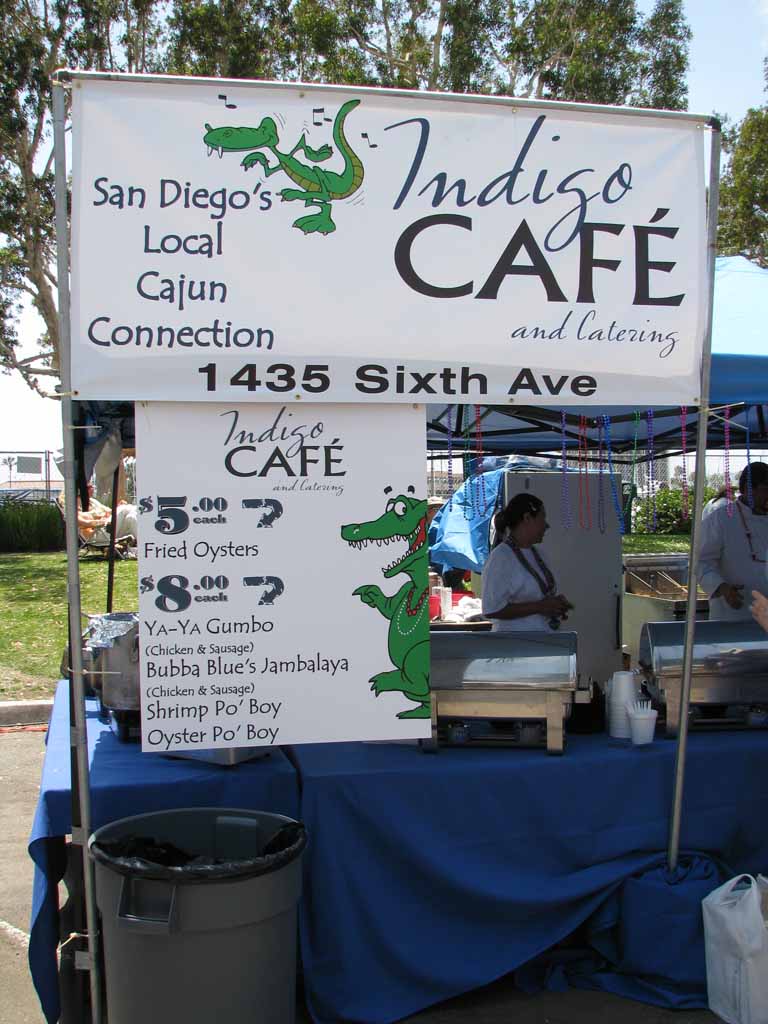 San Diego's
Local
Cajun
Connection
Indigo
CAFÉ
and Catering
1435 Sixth Ave
Indigo
CAFÉ
and Catering
$5.00
each
Fried Oysters
$8.00
each
Ya-Ya Gumbo
(Chicken & Sausage)
Bubba Blue's Jambalaya
(Chicken & Sausage)
Shrimp Po' Boy
Oyster Po' Boy